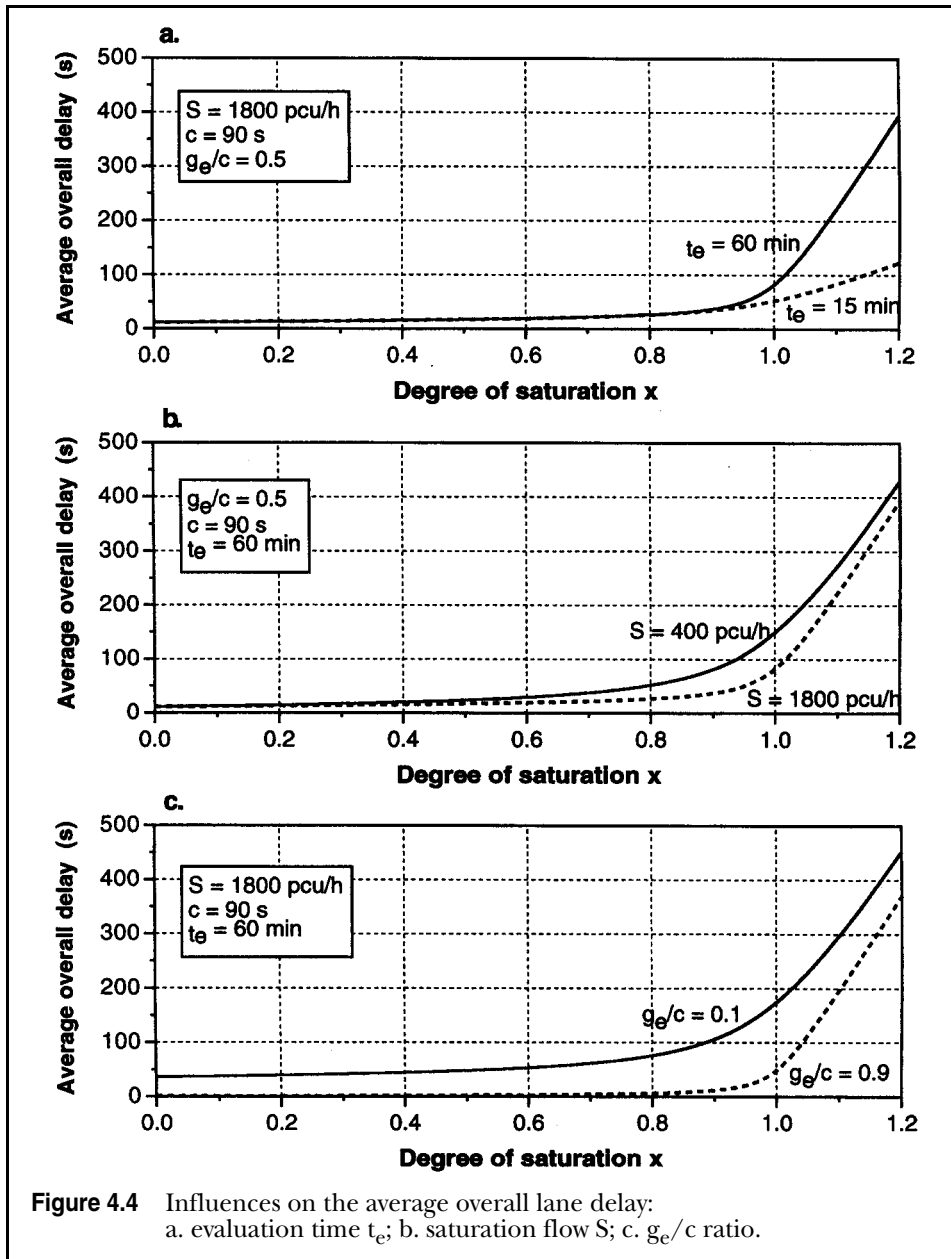 a.
Average overall delay (s)
500
400
300
200
100
0
S = 1800 pcu/h
c = 90 s
ge/c = 0.5
te = 60 min
te = 15 min
0.0 0.2 0.4 0.6 0.8 1.0 1.2
Degree of saturation x
b.
Average overall delay (s)
500
400
300
200
100
0
ge/c = 0.5
c = 90 s
te = 60 min
S = 400 pcu/h
S = 1800 pcu/h
0.0 0.2 0.4 0.6 0.8 1.0 1.2
Degree of saturation x
c.
Average overall delay (s)
500
400
300
200
100
0
S = 1800 pcu/h
c = 90 s
te = 60 min
ge/c = 0.1
ge/c = 0.9
0.0 0.2 0.4 0.6 0.8 1.0 1.2
Degree of saturation x
Figure 4.4 Influences on the average overall lane delay:
a. evaluation time te; b. saturation flow S; c. ge/c ratio.